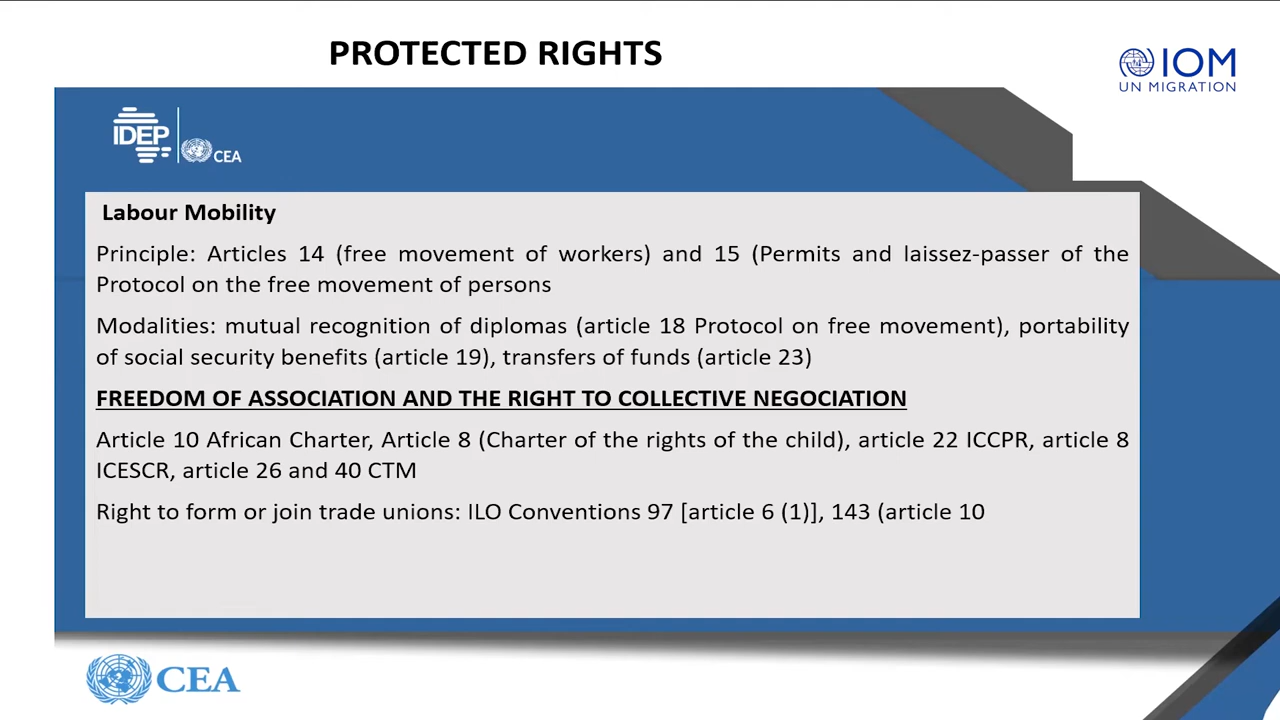 PROTECTED RIGHTS
IOM
UN MIGRATION
IDEP
CEA
Labour Mobility
Principle: Articles 14 (free movement of workers) and 15 (Permits and laissez-passer of the
Protocol on the free movement of persons
Modalities: mutual recognition of diplomas (article 18 Protocol on free movement), portability
of social security benefits (article 19), transfers of funds (article 23)
FREEDOM OF ASSOCIATION AND THE RIGHT TO COLLECTIVE NEGOCIATION
Article 10 African Charter, Article 8 (Charter of the rights of the child), article 22 ICCPR, article 8
ICESCR, article 26 and 40 CTM
Right to form or join trade unions: ILO Conventions 97 [article 6 (1)], 143 (article 10
CEA